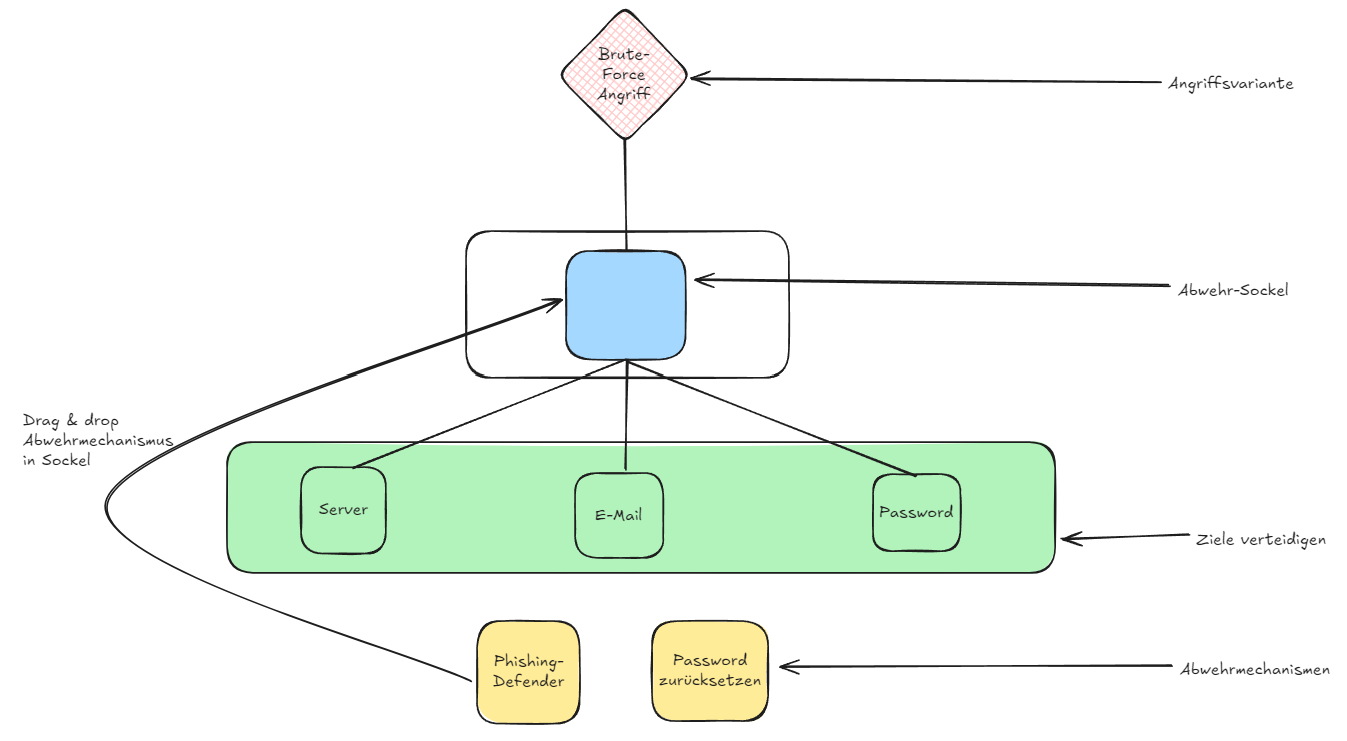 Brute-
Force
Angriff
Angriffsvariante
Abwehr-Sockel
Drag & drop
Abwehrmechanismus
in Sockel
Server
E-Mail
Password
Ziele verteidigen
Phishing-
Defender
Password
zurücksetzen
Abwehrmechanismen